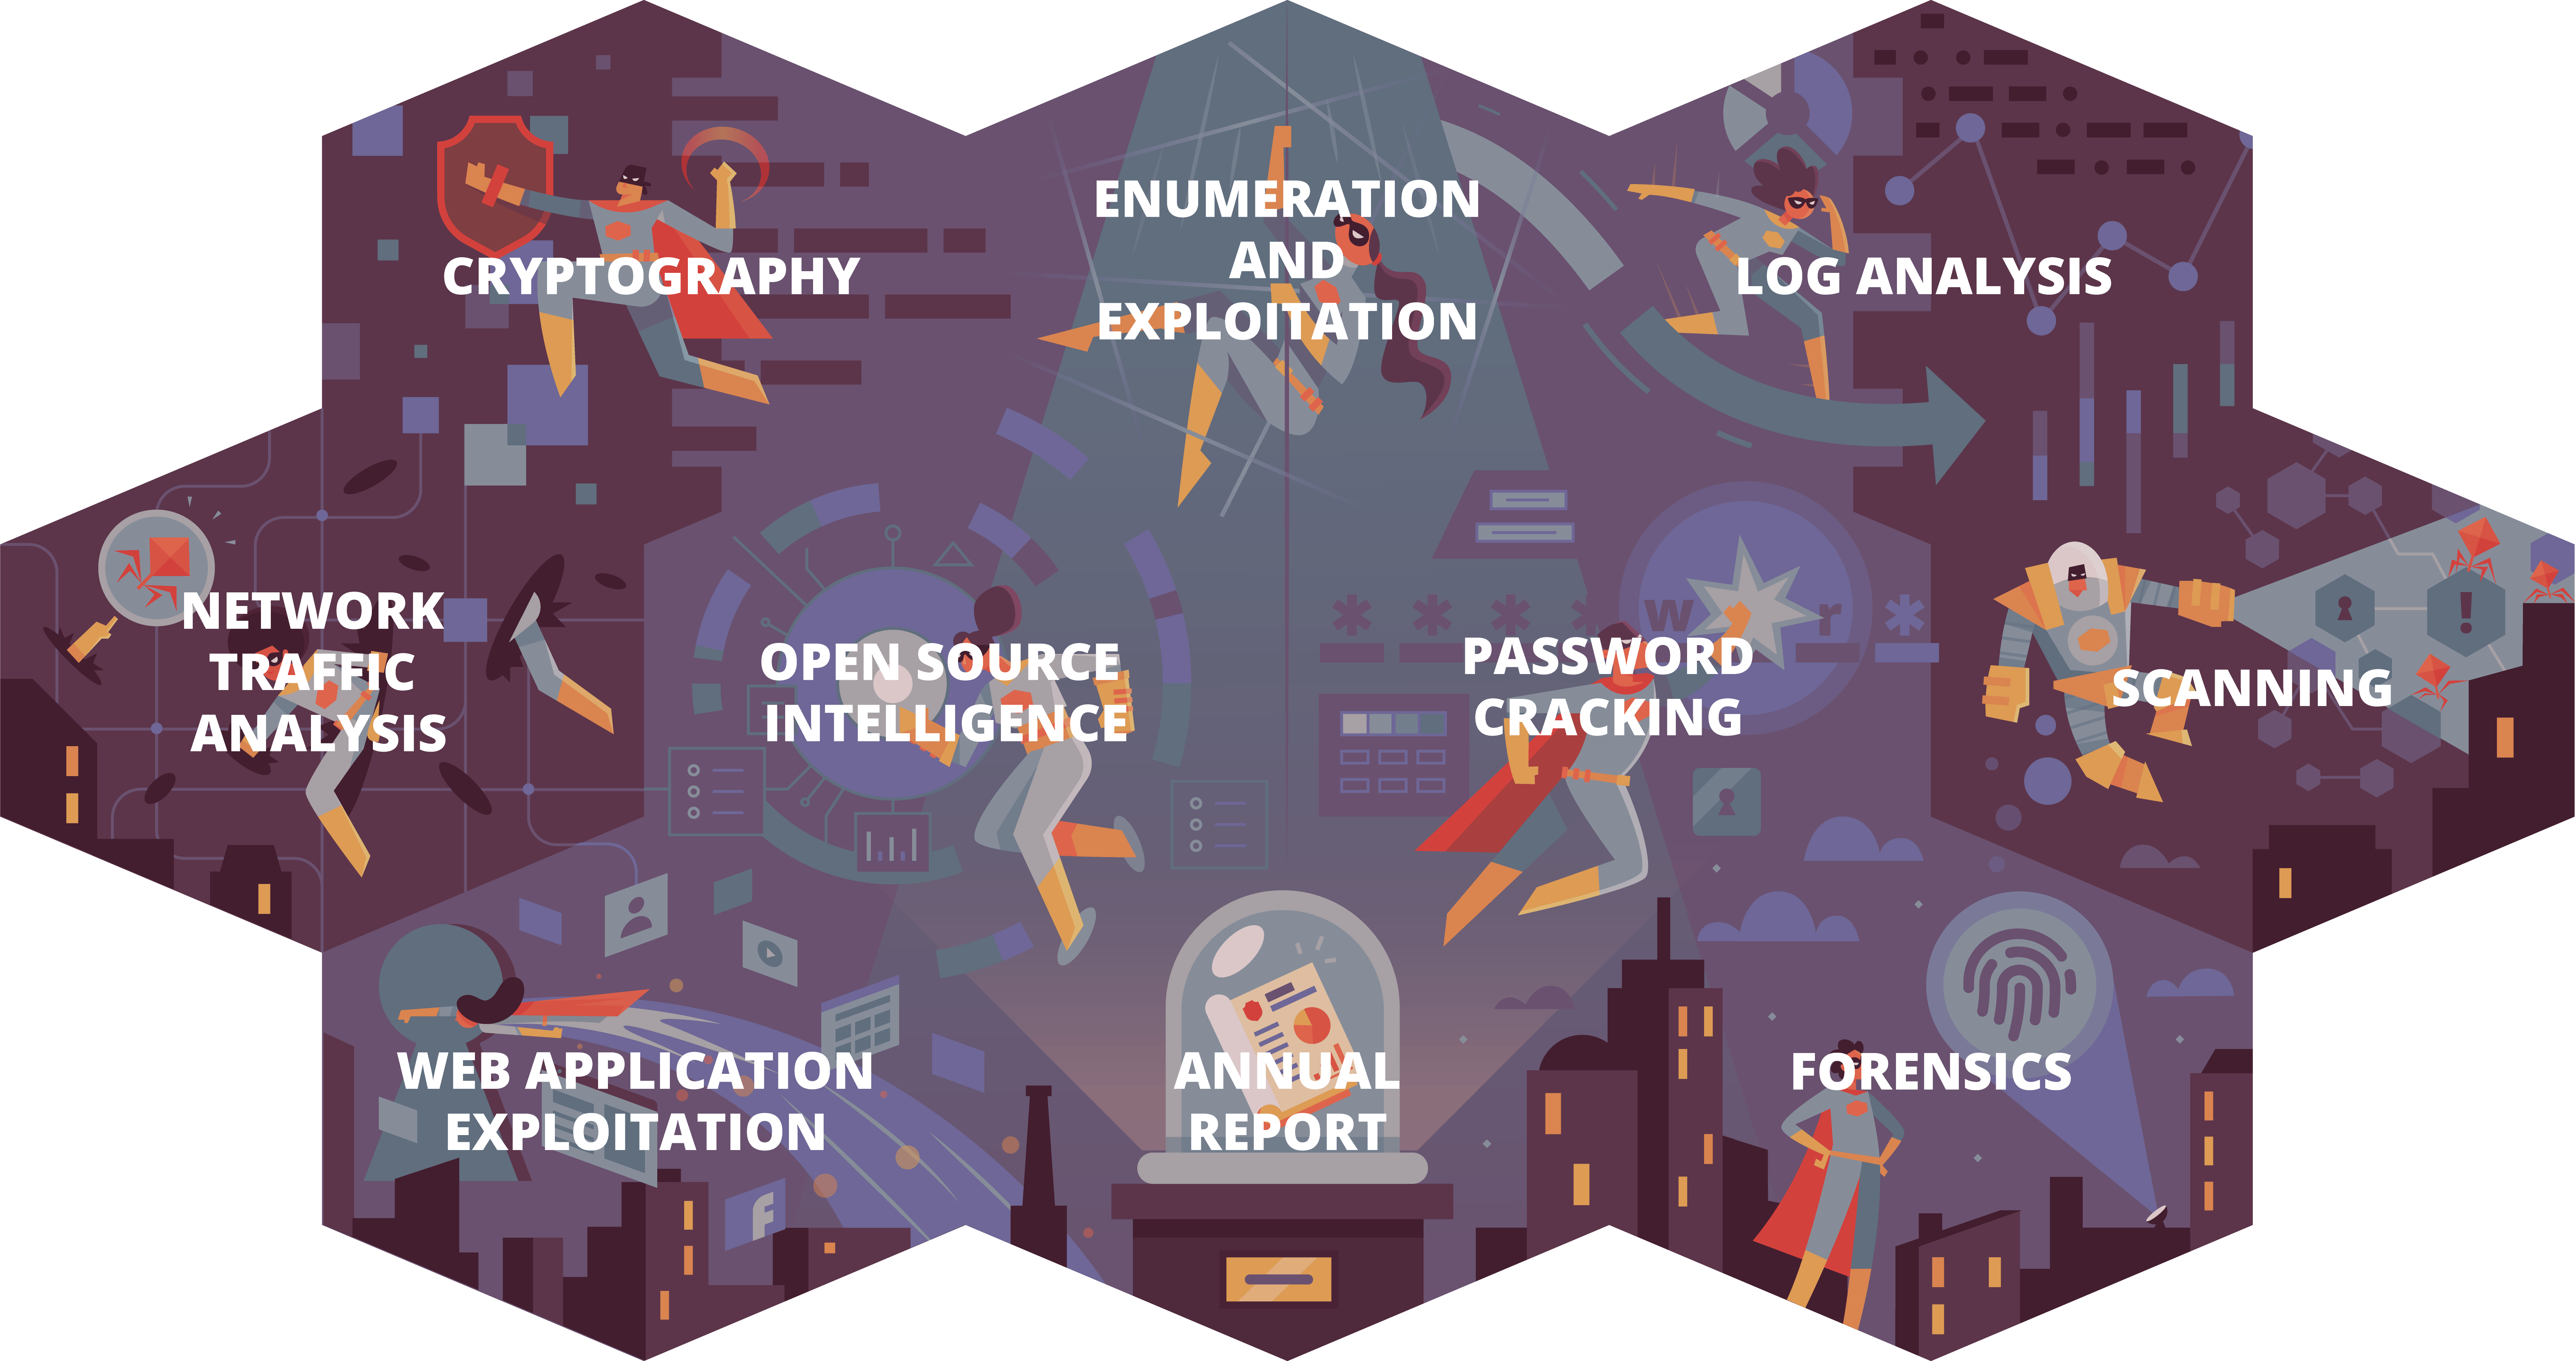 CRYPTOGRAPHY
ENUMERATION
AND
EXPLOITATION
LOG ANALYSIS
NETWORK
TRAFFIC
ANALYSIS
OPEN SOURCE
INTELLIGENCE
* * * * w r *
PASSWORD
CRACKING
!
SCANNING
WEB APPLICATION
EXPLOITATION
f
ANNUAL
REPORT
FORENSICS